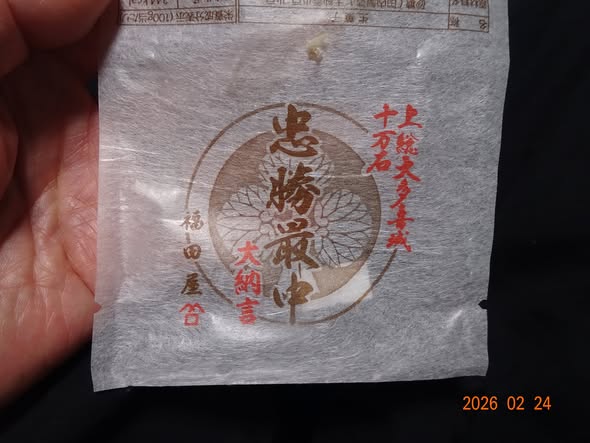 上総大多喜城
十万石
忠勝最中
大納言
福田屋
2026 02 24